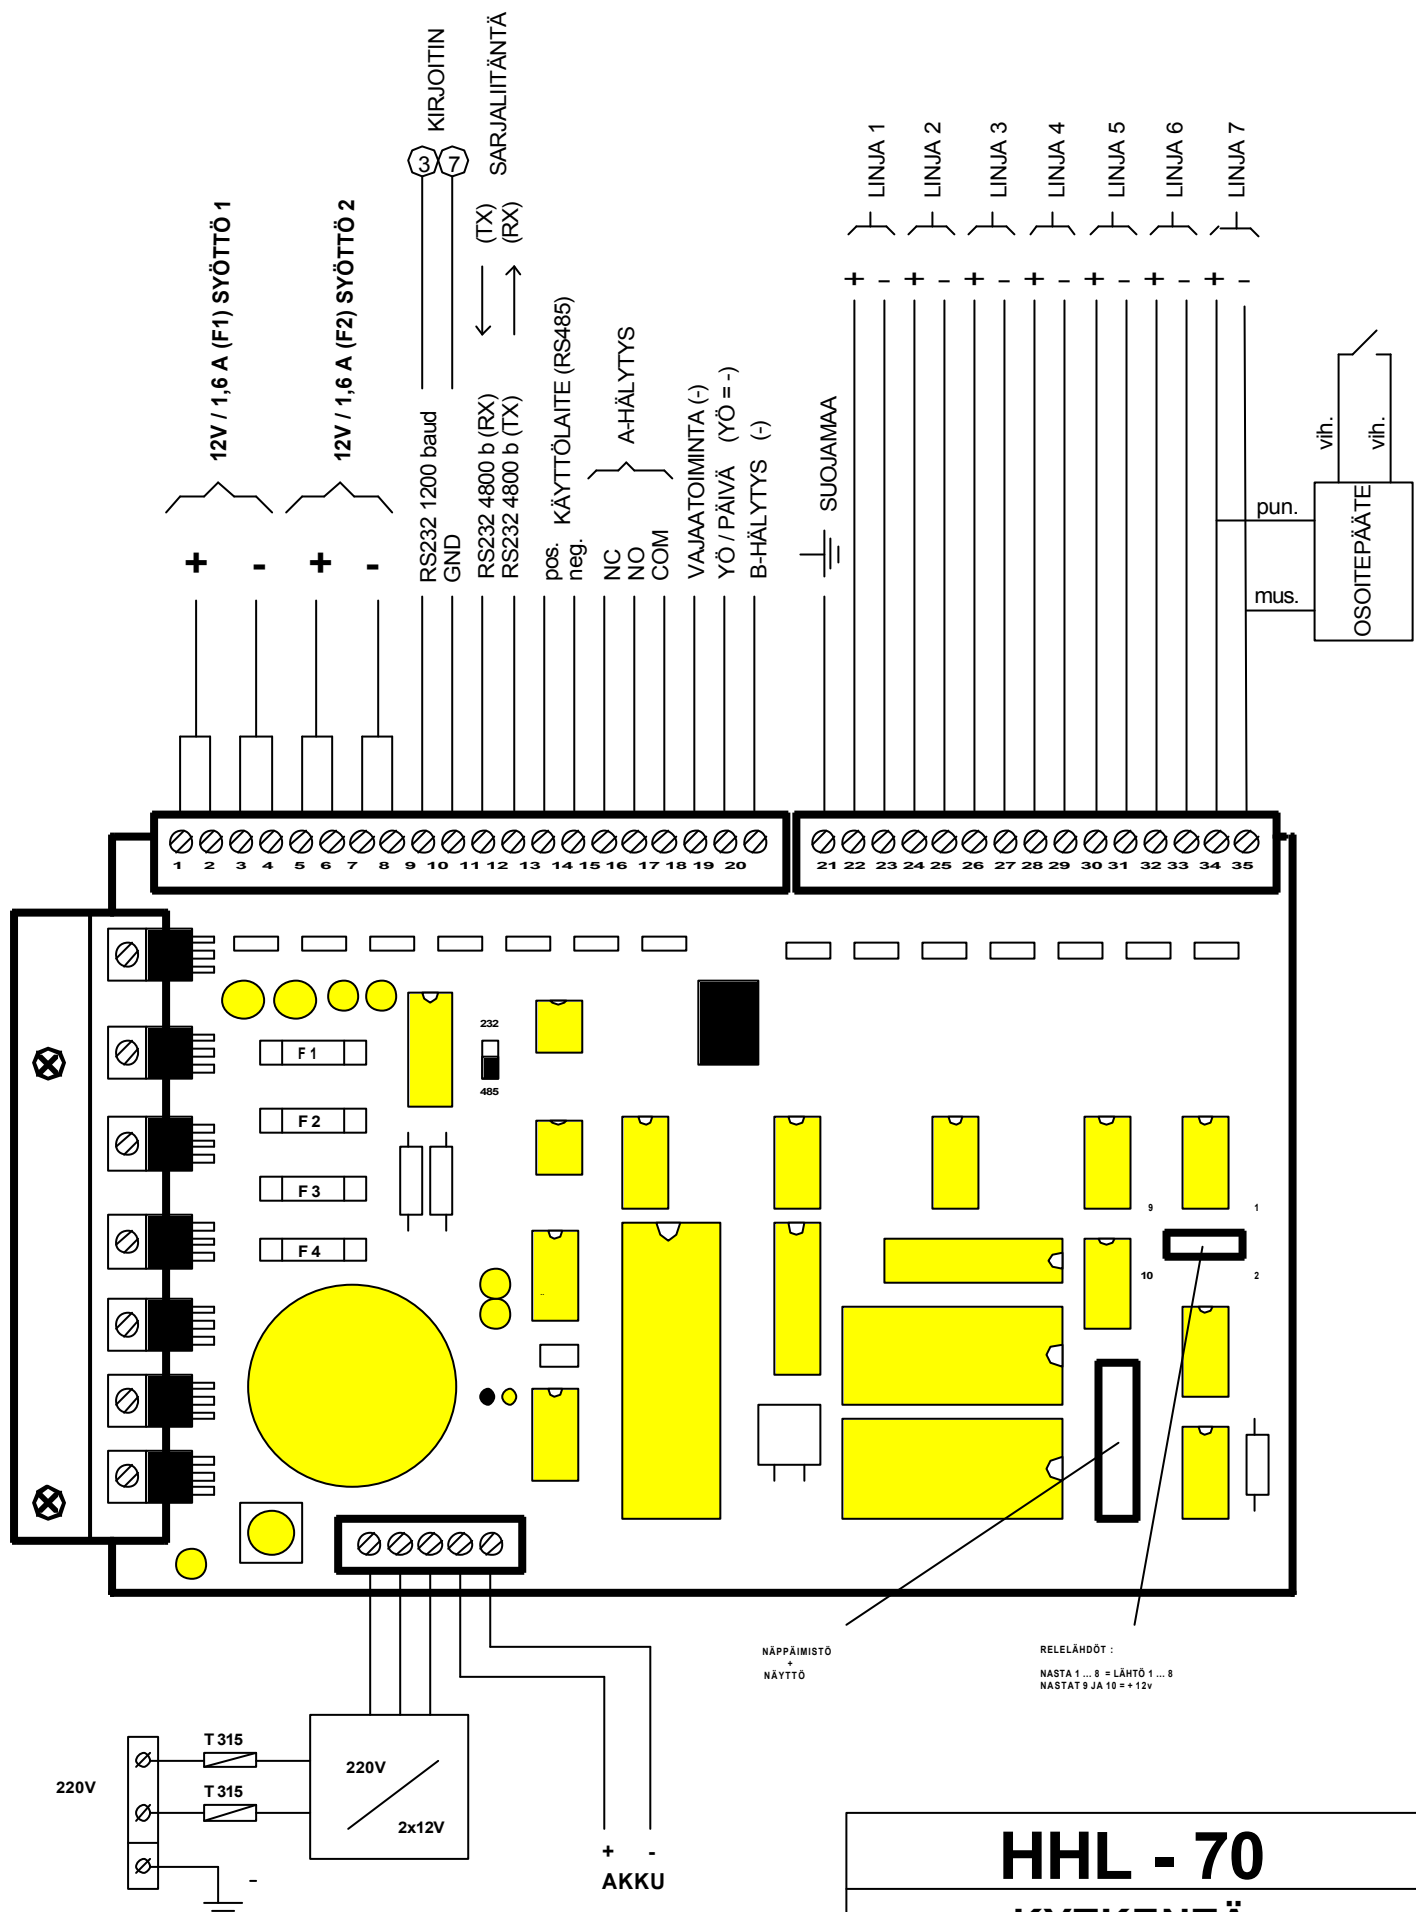 12V / 1,6 A (F1) SYÖTTÖ 1
+
-
12V / 1,6 A (F2) SYÖTTÖ 2
+
-
KIRJOITIN
3
7
RS232 1200 baud
GND
SARJALIITÄNTÄ
(TX)
(RX)
RS232 4800 b (RX)
RS232 4800 b (TX)
KÄYTTÖLAITE (RS485)
pos.
neg.
A-HÄLYTYS
NC
NO
COM
VAJAATOIMINTA (-)
YÖ / PÄIVÄ (YÖ = -)
B-HÄLYTYS (-)
SUOJAMAA
LINJA 1
LINJA 2
LINJA 3
LINJA 4
LINJA 5
LINJA 6
LINJA 7
+ - + - + - + - + - + - + -
vih.
vih.
pun.
mus.
OSOITEPÄÄTE
1 2 3 4 5 6 7 8 9 10 11 12 13 14 15 16 17 18 19 20
21 22 23 24 25 26 27 28 29 30 31 32 33 34 35
232
485
F 1
F 2
F 3
F 4
9
1
10
2
NÄPPÄIMISTÖ
+
NÄYTTÖ
RELELÄHDÖT :
NASTA 1 ... 8 = LÄHTÖ 1 ... 8
NASTAT 9 JA 10 = + 12v
T 315
T 315
220V
220V
2x12V
-
+ -
AKKU
HHL - 70
KYTKENTÄ